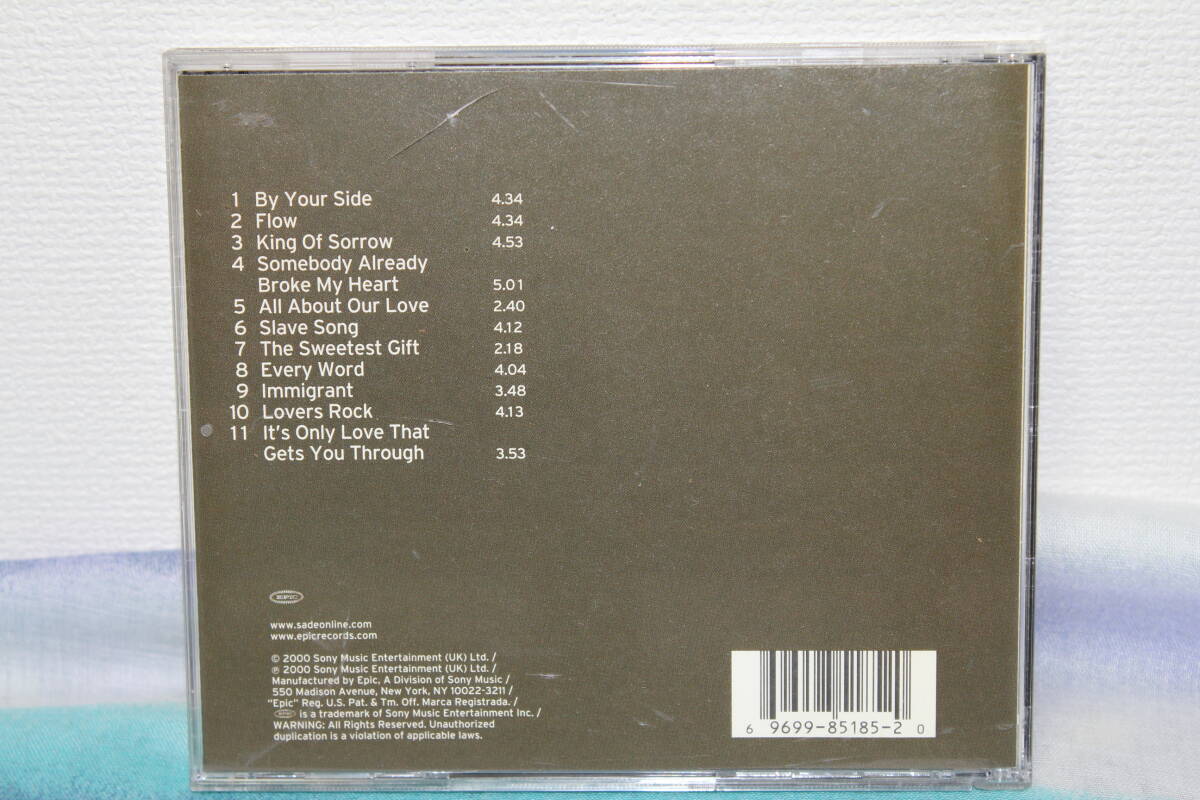 1 By Your Side 4.34
2 Flow 4.34
3 King Of Sorrow 4.53
4 Somebody Already
Broke My Heart 5.01
5 All About Our Love 2.40
6 Slave Song 4.12
7 The Sweetest Gift 2.18
8 Every Word 4.04
9 Immigrant 3.48
10 Lovers Rock 4.13
11 It's Only Love That
Gets You Through 3.53
EPIC
www.sadeonline.com
www.epicrecords.com
© 2000 Sony Music Entertainment (UK) Ltd. /
℗ 2000 Sony Music Entertainment (UK) Ltd. /
Manufactured by Epic, A Division of Sony Music /
550 Madison Avenue, New York, NY 10022-3211 /
"Epic" Reg. U.S. Pat. & Tm. Off. Marca Registrada. /
EPIC is a trademark of Sony Music Entertainment Inc. /
WARNING: All Rights Reserved. Unauthorized
duplication is a violation of applicable laws.
6 9699-85185-2 0